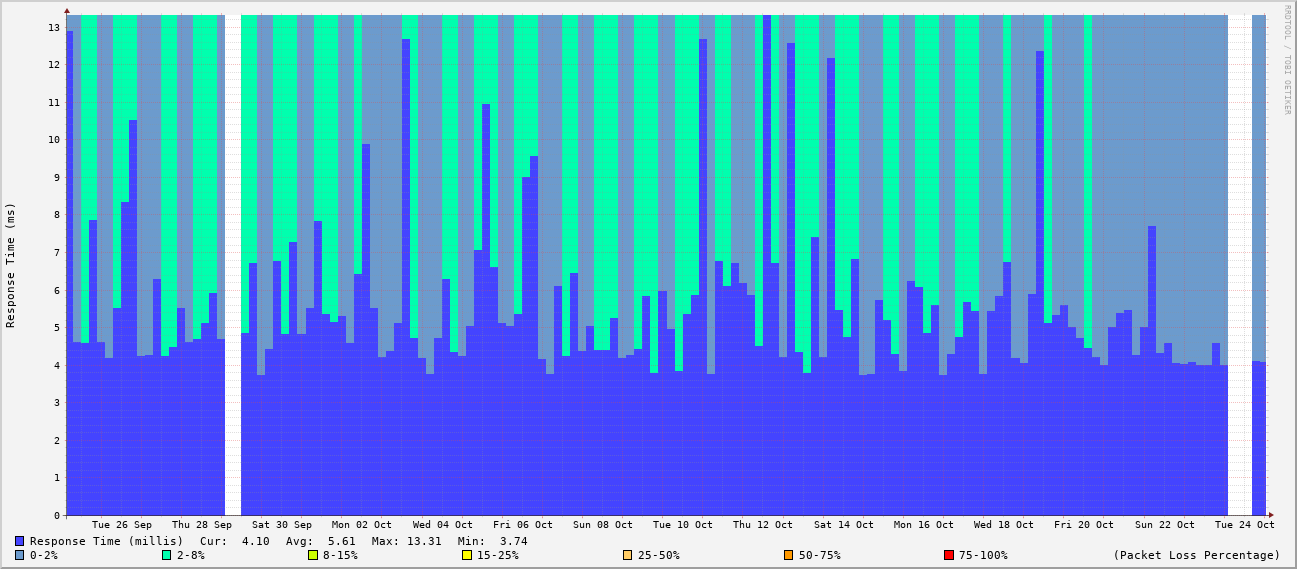 RRDTOOL / TOBI OETIKER
Response Time (ms)
13
12
11
10
9
8
7
6
5
4
3
2
1
0
Tue 26 Sep Thu 28 Sep Sat 30 Sep Mon 02 Oct Wed 04 Oct Fri 06 Oct Sun 08 Oct Tue 10 Oct Thu 12 Oct Sat 14 Oct Mon 16 Oct Wed 18 Oct Fri 20 Oct Sun 22 Oct Tue 24 Oct
Response Time (millis) Cur: 4.10 Avg: 5.61 Max: 13.31 Min: 3.74
0-2% 2-8% 8-15% 15-25% 25-50% 50-75% 75-100% (Packet Loss Percentage)